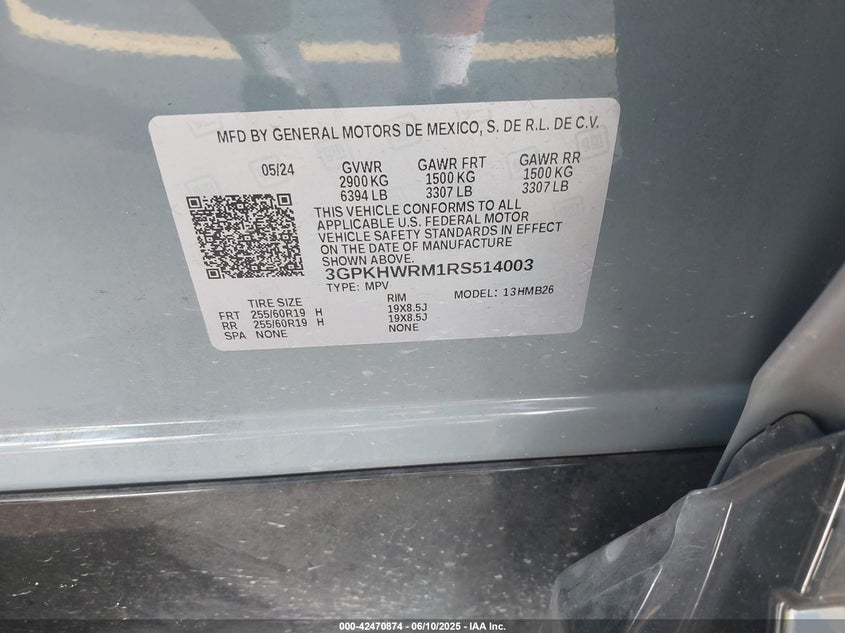 MFD BY GENERAL MOTORS DE MEXICO, S. DE R.L. DE C.V.
05/24 GVWR GAWR FRT GAWR RR
2900 KG 1500 KG 1500 KG
6394 LB 3307 LB 3307 LB
THIS VEHICLE CONFORMS TO ALL
APPLICABLE U.S. FEDERAL MOTOR
VEHICLE SAFETY STANDARDS IN EFFECT
ON THE DATE OF MANUFACTURE
SHOWN ABOVE.
3GPKHWRM1RS514003
TYPE: MPV MODEL: 13HMB26
TIRE SIZE RIM
FRT 255/60R19 H 19X8.5J
RR 255/60R19 H 19X8.5J
SPA NONE NONE
000-42470874 | 06/10/2025 - IAA Inc.